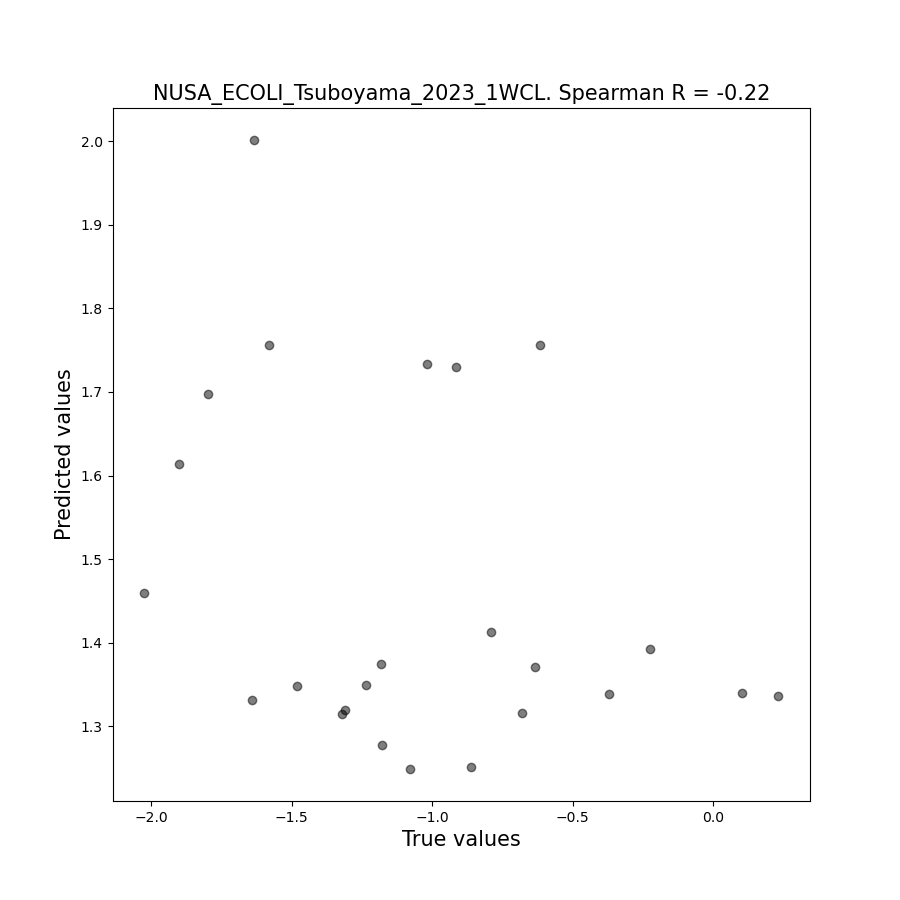 NUSA_ECOLI_Tsuboyama_2023_1WCL. Spearman R = -0.22
Predicted values
2.0
1.9
1.8
1.7
1.6
1.5
1.4
1.3
−2.0 −1.5 −1.0 −0.5 0.0
True values